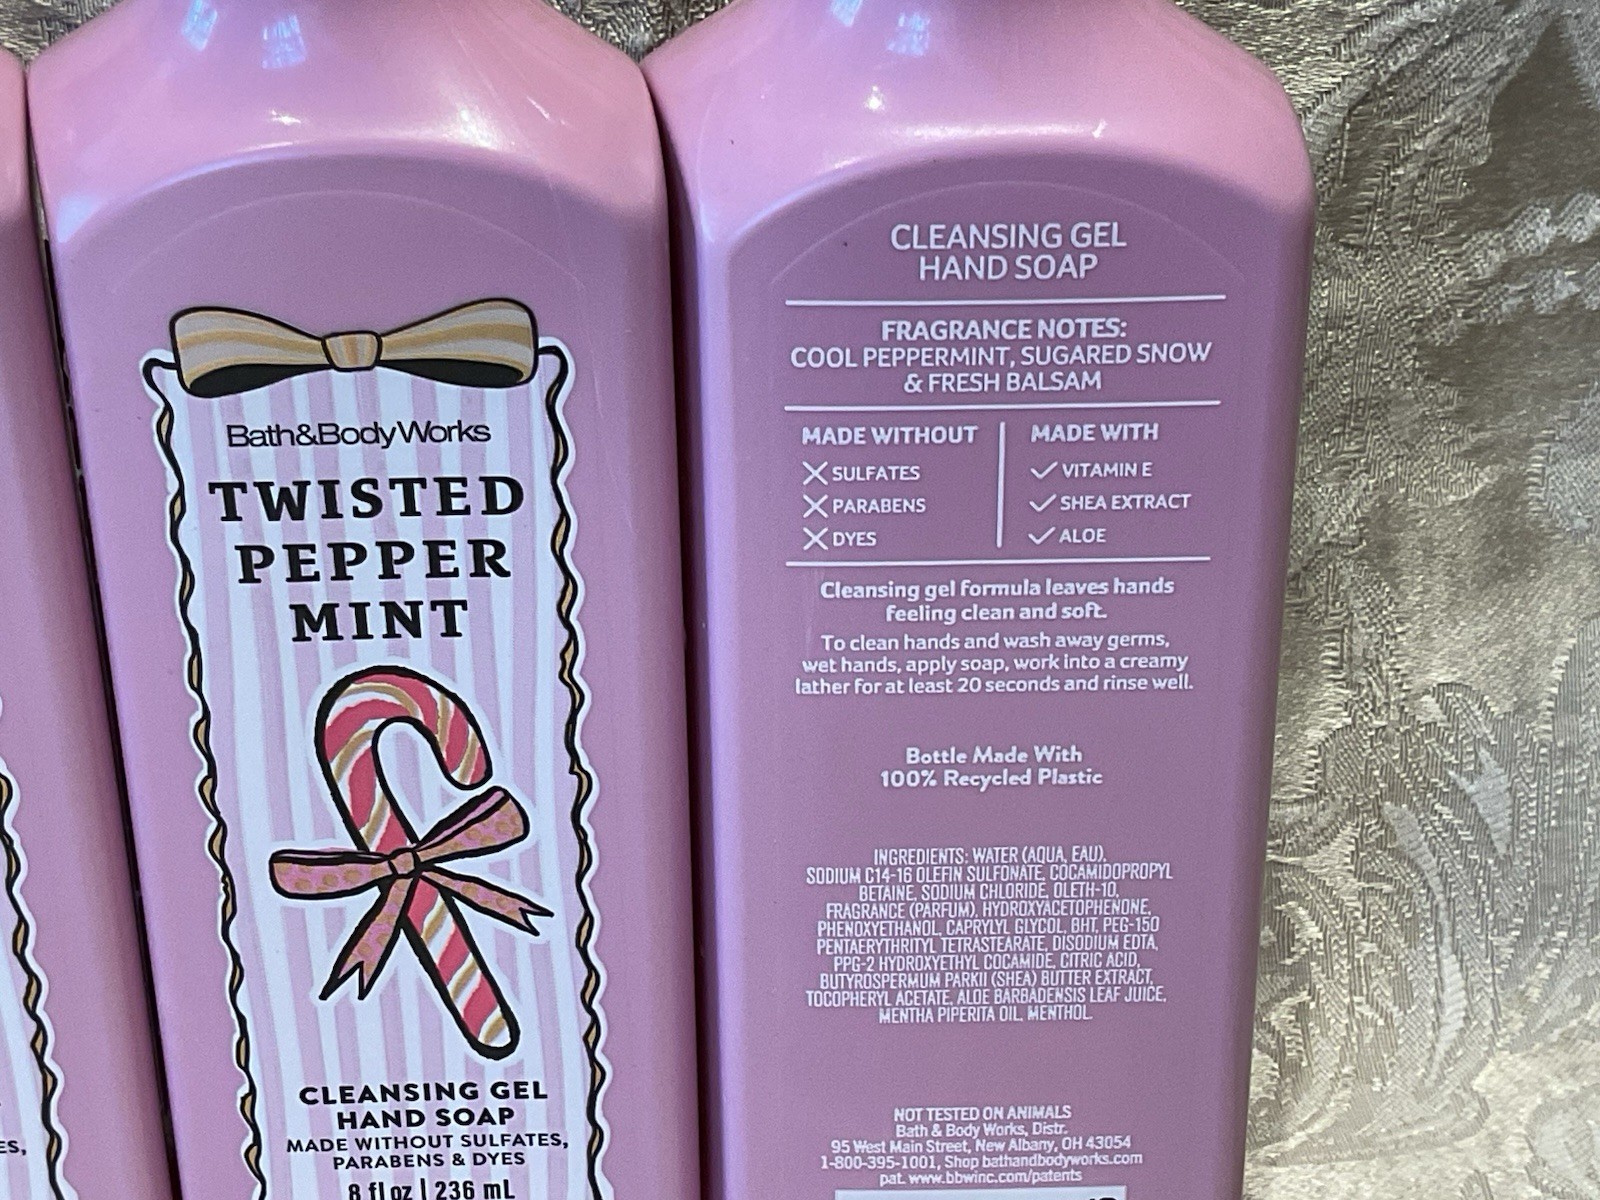 Bath&Body Works
TWISTED
PEPPER
MINT
CLEANSING GEL
HAND SOAP
MADE WITHOUT SULFATES,
PARABENS & DYES
8 fl oz | 236 mL
ES,
CLEANSING GEL
HAND SOAP
FRAGRANCE NOTES:
COOL PEPPERMINT, SUGARED SNOW
& FRESH BALSAM
MADE WITHOUT
SULFATES
PARABENS
DYES
MADE WITH
VITAMIN E
SHEA EXTRACT
ALOE
Cleansing gel formula leaves hands
feeling clean and soft.
To clean hands and wash away germs,
wet hands, apply soap, work into a creamy
lather for at least 20 seconds and rinse well.
Bottle Made With
100% Recycled Plastic
INGREDIENTS: WATER (AQUA, EAU),
SODIUM C14-16 OLEFIN SULFONATE, COCAMIDOPROPYL
BETAINE, SODIUM CHLORIDE, OLETH-10,
FRAGRANCE (PARFUM), HYDROXYACETOPHENONE,
PHENOXYETHANOL, CAPRYLYL GLYCOL, BHT, PEG-150
PENTAERYTHRITYL TETRASTEARATE, DISODIUM EDTA,
PPG-2 HYDROXYETHYL COCAMIDE, CITRIC ACID,
BUTYROSPERMUM PARKII (SHEA) BUTTER EXTRACT,
TOCOPHERYL ACETATE, ALOE BARBADENSIS LEAF JUICE,
MENTHA PIPERITA OIL, MENTHOL.
NOT TESTED ON ANIMALS
Bath & Body Works, Distr.
95 West Main Street, New Albany, OH 43054
1-800-395-1001, Shop bathandbodyworks.com
pat. www.bbwinc.com/patents